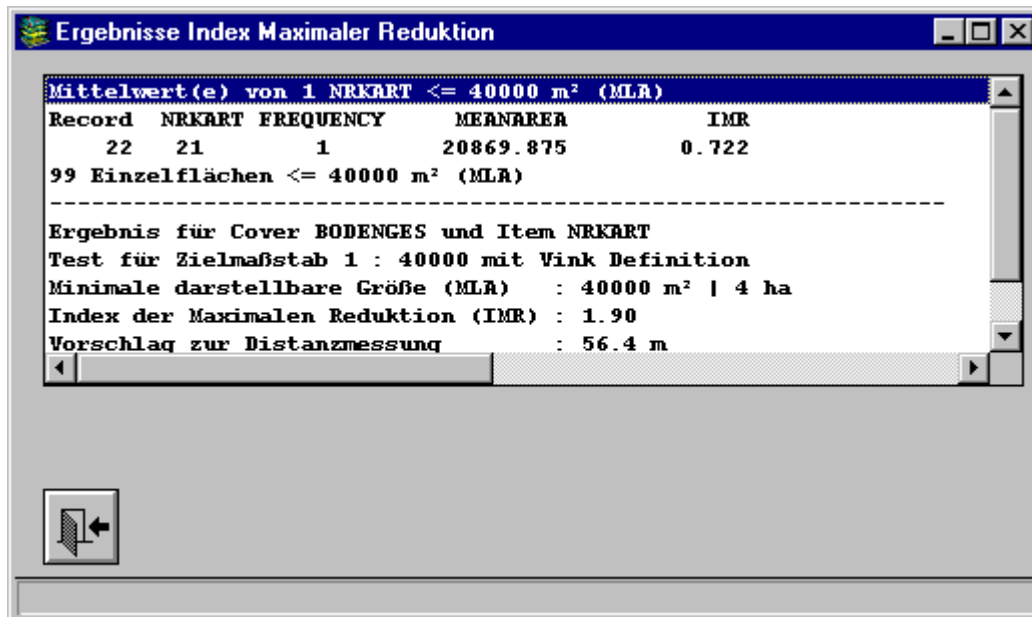 Ergebnisse Index Maximaler Reduktion
Mittelwert(e) von 1 NRKART <= 40000 m² (MLA)
Record NRKART FREQUENCY MEANAREA IMR
22 21 1 20869.875 0.722
99 Einzelflächen <= 40000 m² (MLA)
----------------------------------------------------------------
Ergebnis für Cover BODENGES und Item NRKART
Test für Zielmaßstab 1 : 40000 mit Vink Definition
Minimale darstellbare Größe (MLA) : 40000 m² | 4 ha
Index der Maximalen Reduktion (IMR) : 1.90
Vorschlag zur Distanzmessung : 56.4 m